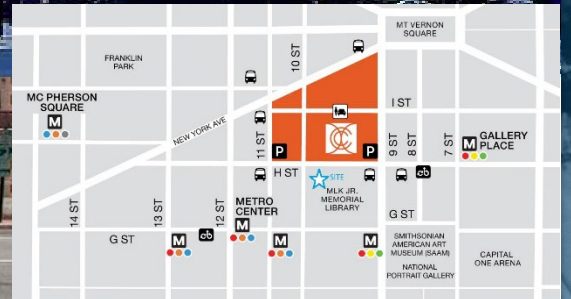 MT VERNON
SQUARE
FRANKLIN
PARK
10 ST
MC PHERSON
SQUARE
M
NEW YORK AVE
I ST
11 ST
P
P
9 ST
8 ST
7 ST
M
GALLERY
PLACE
H ST
SITE
MLK JR.
MEMORIAL
LIBRARY
14 ST
13 ST
12 ST
METRO
CENTER
M
G ST
G ST
M
M
M
SMITHSONIAN
AMERICAN ART
MUSEUM (SAAM)
NATIONAL
PORTRAIT GALLERY
CAPITAL
ONE ARENA